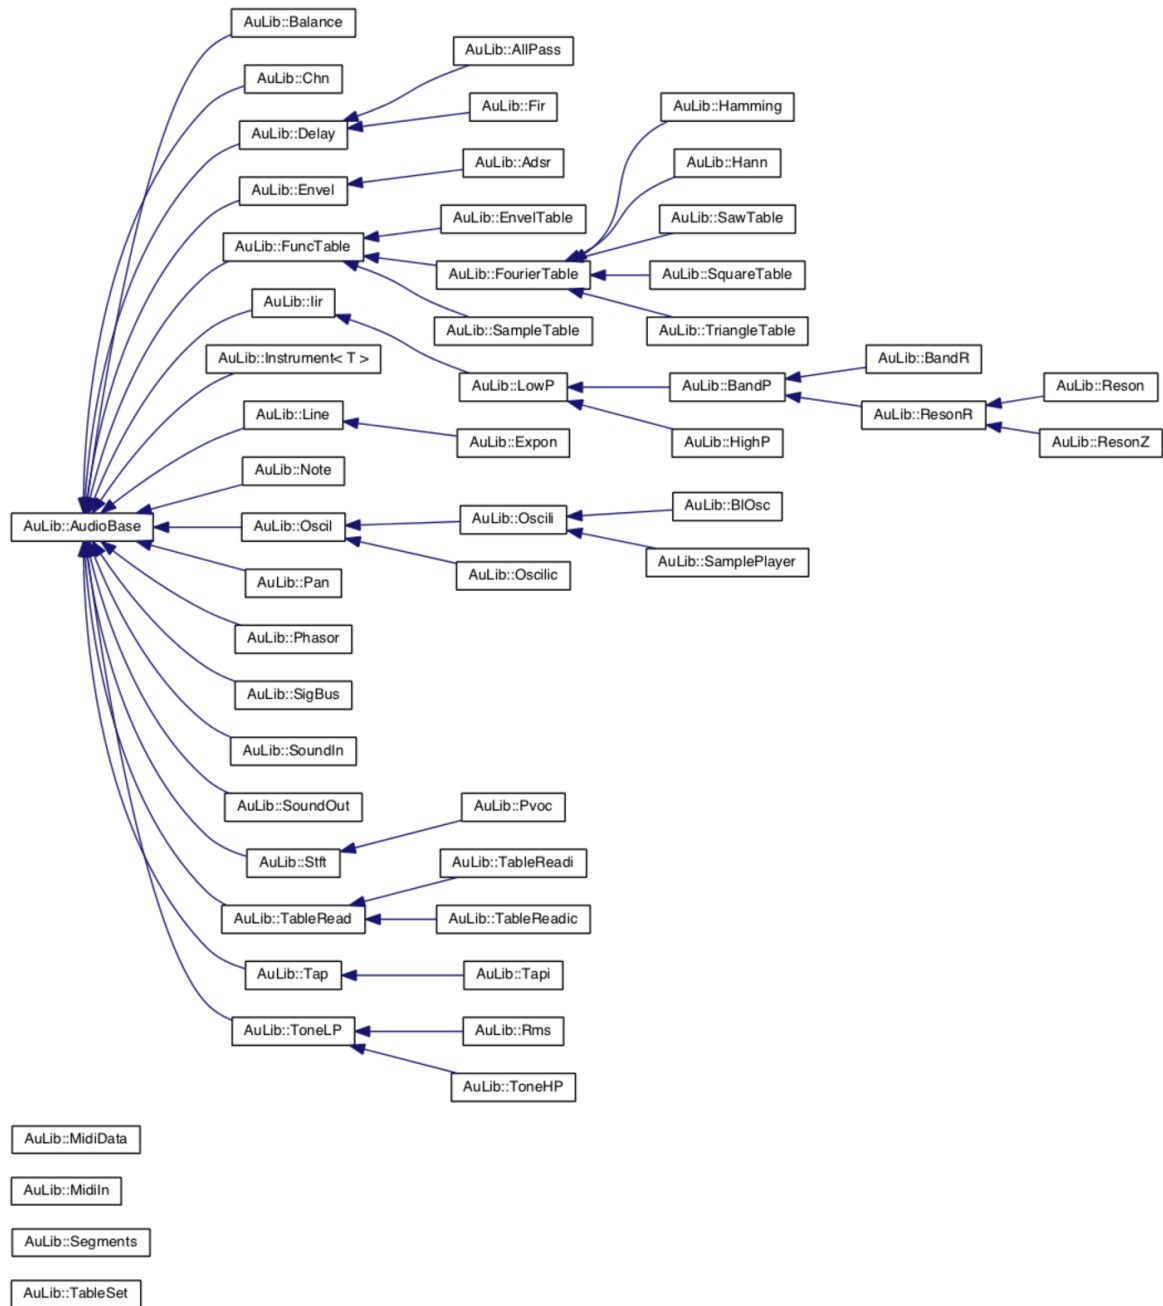 AuLib::Balance
AuLib::AllPass
AuLib::Chn
AuLib::Fir
AuLib::Hamming
AuLib::Delay
AuLib::Adsr
AuLib::Hann
AuLib::Envel
AuLib::EnvelTable
AuLib::SawTable
AuLib::FuncTable
AuLib::FourierTable
AuLib::SquareTable
AuLib::Iir
AuLib::SampleTable
AuLib::TriangleTable
AuLib::Instrument< T >
AuLib::BandR
AuLib::LowP
AuLib::BandP
AuLib::Reson
AuLib::Line
AuLib::ResonR
AuLib::Expon
AuLib::HighP
AuLib::ResonZ
AuLib::Note
AuLib::BlOsc
AuLib::AudioBase
AuLib::Oscil
AuLib::Oscili
AuLib::SamplePlayer
AuLib::Pan
AuLib::Oscilic
AuLib::Phasor
AuLib::SigBus
AuLib::SoundIn
AuLib::SoundOut
AuLib::Pvoc
AuLib::Stft
AuLib::TableReadi
AuLib::TableRead
AuLib::TableReadic
AuLib::Tap
AuLib::Tapi
AuLib::ToneLP
AuLib::Rms
AuLib::ToneHP
AuLib::MidiData
AuLib::MidiIn
AuLib::Segments
AuLib::TableSet